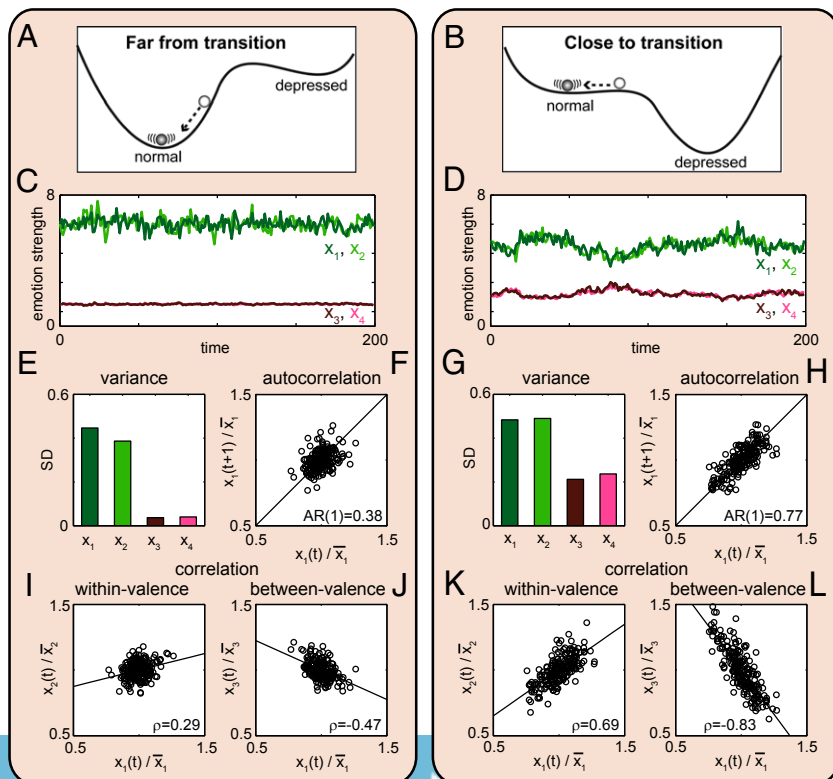 A
Far from transition
depressed
normal
C
8
emotion strength
x1, x2
x3, x4
0
0
time
200
E
variance
0.6
SD
0
x1 x2 x3 x4
F
autocorrelation
1.5
x1(t+1) / x̅1
AR(1)=0.38
0.5
0.5
1.5
x1(t) / x̅1
correlation
I
within-valence
1.5
x2(t) / x̅2
ρ=0.29
0.5
0.5
1.5
x1(t) / x̅1
J
between-valence
1.5
x3(t) / x̅3
ρ=-0.47
0.5
0.5
1.5
x1(t) / x̅1
B
Close to transition
normal
depressed
D
8
emotion strength
x1, x2
x3, x4
0
0
time
200
G
variance
0.6
SD
0
x1 x2 x3 x4
H
autocorrelation
1.5
x1(t+1) / x̅1
AR(1)=0.77
0.5
0.5
1.5
x1(t) / x̅1
correlation
K
within-valence
1.5
x2(t) / x̅2
ρ=0.69
0.5
0.5
1.5
x1(t) / x̅1
L
between-valence
1.5
x3(t) / x̅3
ρ=-0.83
0.5
0.5
1.5
x1(t) / x̅1